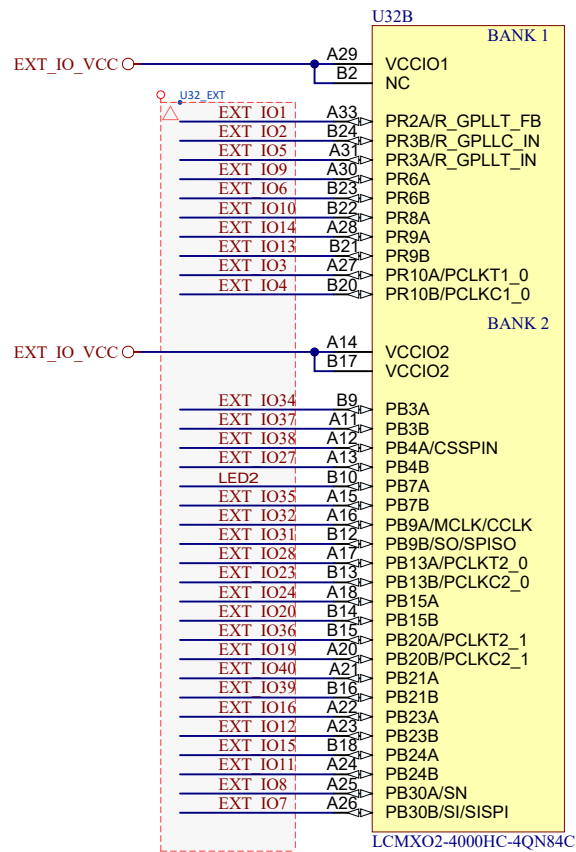 U32B
BANK 1
EXT_IO_VCC A29 VCCIO1
B2 NC
U32_EXT
EXT_IO1 A33 PR2A/R_GPLLT_FB
EXT_IO2 B24 PR3B/R_GPLLC_IN
EXT_IO5 A31 PR3A/R_GPLLT_IN
EXT_IO9 A30 PR6A
EXT_IO6 B23 PR6B
EXT_IO10 B22 PR8A
EXT_IO14 A28 PR9A
EXT_IO13 B21 PR9B
EXT_IO3 A27 PR10A/PCLKT1_0
EXT_IO4 B20 PR10B/PCLKC1_0
BANK 2
EXT_IO_VCC A14 VCCIO2
B17 VCCIO2
EXT_IO34 B9 PB3A
EXT_IO37 A11 PB3B
EXT_IO38 A12 PB4A/CSSPIN
EXT_IO27 A13 PB4B
LED2 B10 PB7A
EXT_IO35 A15 PB7B
EXT_IO32 A16 PB9A/MCLK/CCLK
EXT_IO31 B12 PB9B/SO/SPISO
EXT_IO28 A17 PB13A/PCLKT2_0
EXT_IO23 B13 PB13B/PCLKC2_0
EXT_IO24 A18 PB15A
EXT_IO20 B14 PB15B
EXT_IO36 B15 PB20A/PCLKT2_1
EXT_IO19 A20 PB20B/PCLKC2_1
EXT_IO40 A21 PB21A
EXT_IO39 B16 PB21B
EXT_IO16 A22 PB23A
EXT_IO12 A23 PB23B
EXT_IO15 B18 PB24A
EXT_IO11 A24 PB24B
EXT_IO8 A25 PB30A/SN
EXT_IO7 A26 PB30B/SI/SISPI
LCMXO2-4000HC-4QN84C